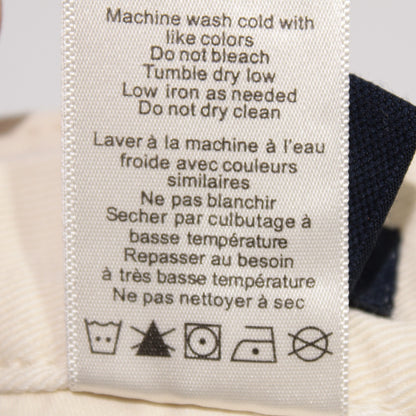 Machine wash cold with
like colors
Do not bleach
Tumble dry low
Low iron as needed
Do not dry clean
Laver à la machine à l'eau
froide avec couleurs
similaires
Ne pas blanchir
Secher par culbutage à
basse température
Repasser au besoin
à très basse température
Ne pas nettoyer à sec